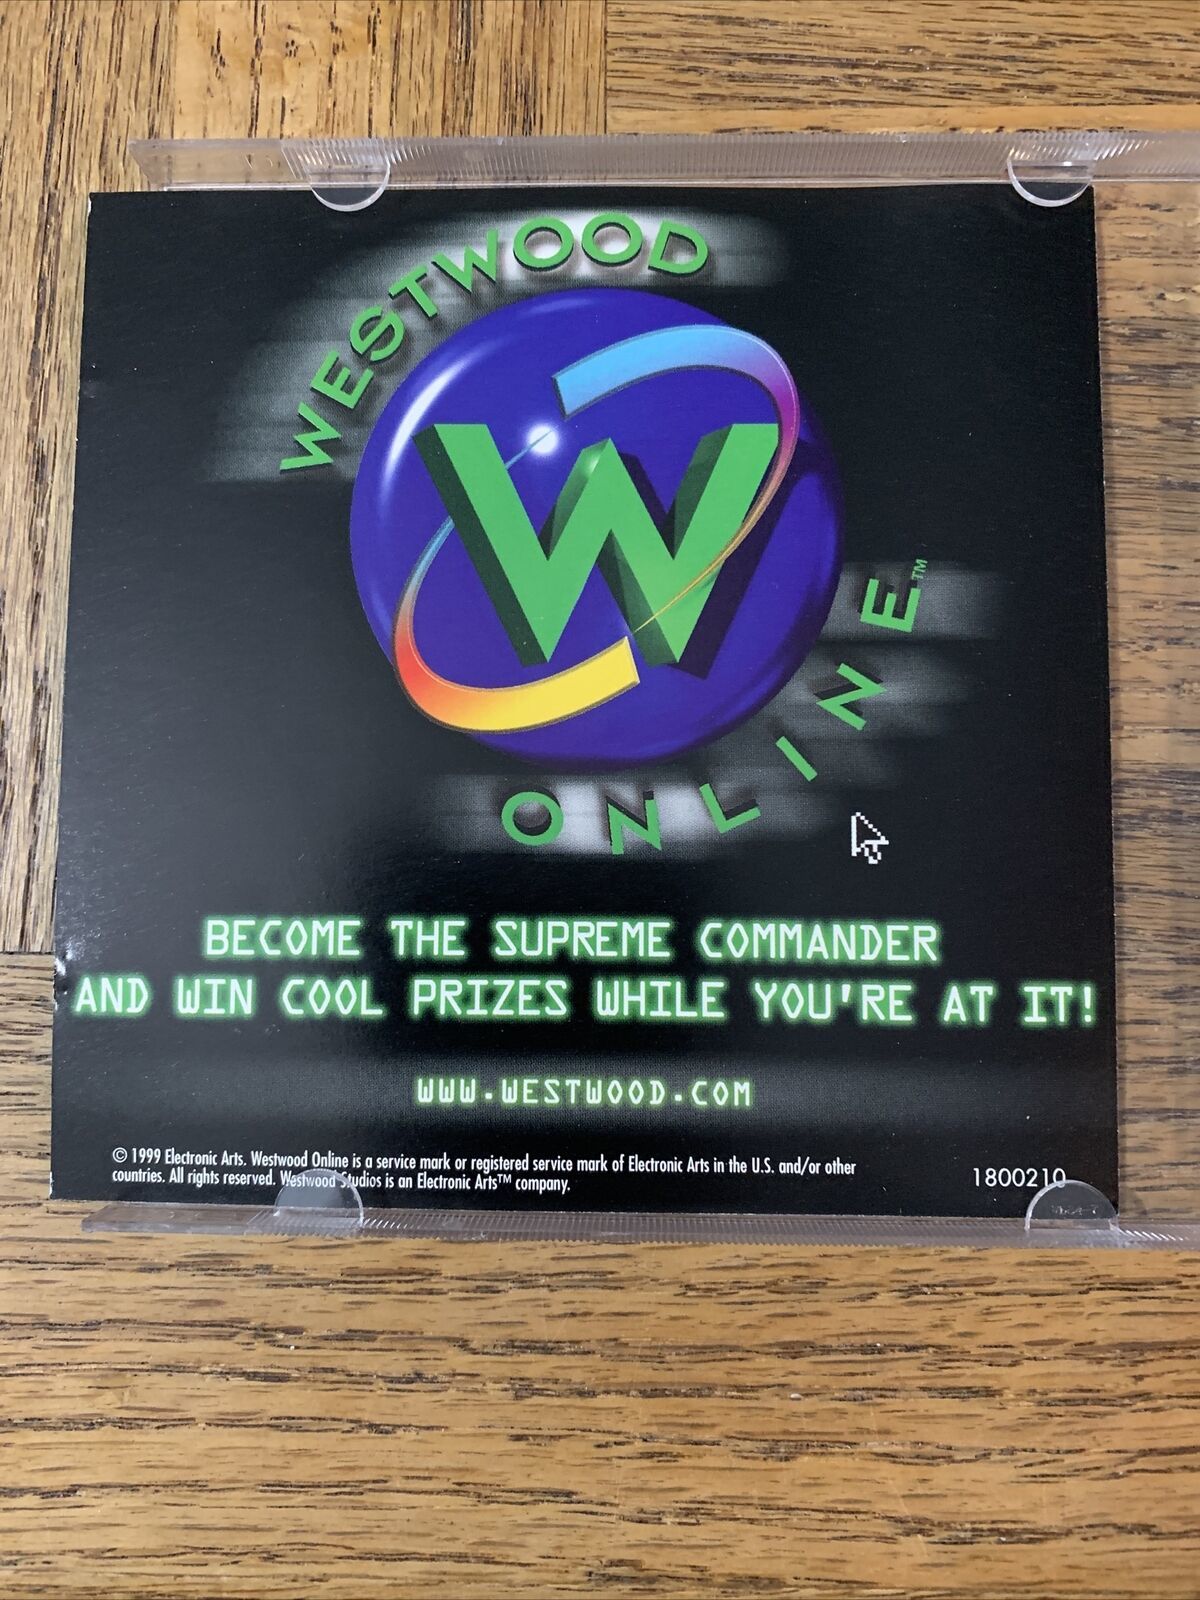 WESTWOOD
W
ONLINE™
BECOME THE SUPREME COMMANDER
AND WIN COOL PRIZES WHILE YOU'RE AT IT!
WWW.WESTWOOD.COM
© 1999 Electronic Arts. Westwood Online is a service mark or registered service mark of Electronic Arts in the U.S. and/or other
countries. All rights reserved. Westwood Studios is an Electronic Arts™ company.
1800210